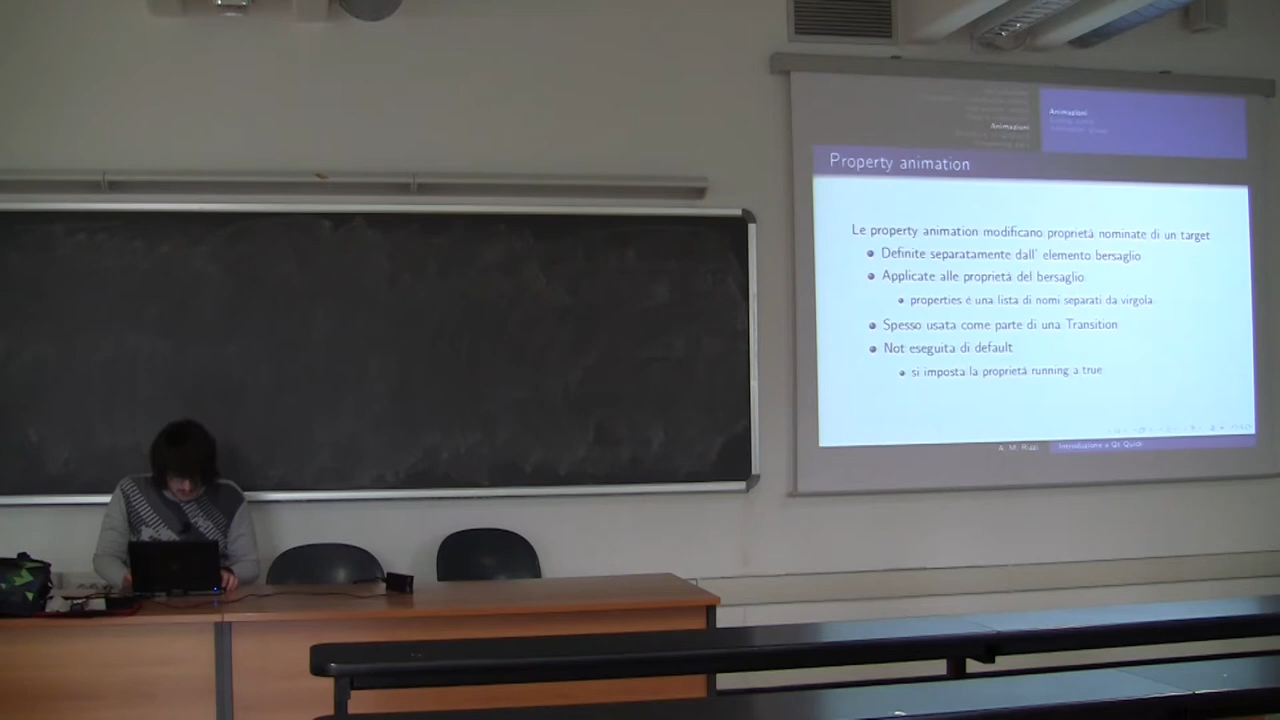 Animazioni
Animazioni
Property animation
Le property animation modificano proprietà nominate di un target
Definite separatamente dall' elemento bersaglio
Applicate alle proprietà del bersaglio
properties è una lista di nomi separati da virgola
Spesso usata come parte di una Transition
Not eseguita di default
si imposta la proprietà running a true
A. M. Rizzi
Introduzione a Qt Quick